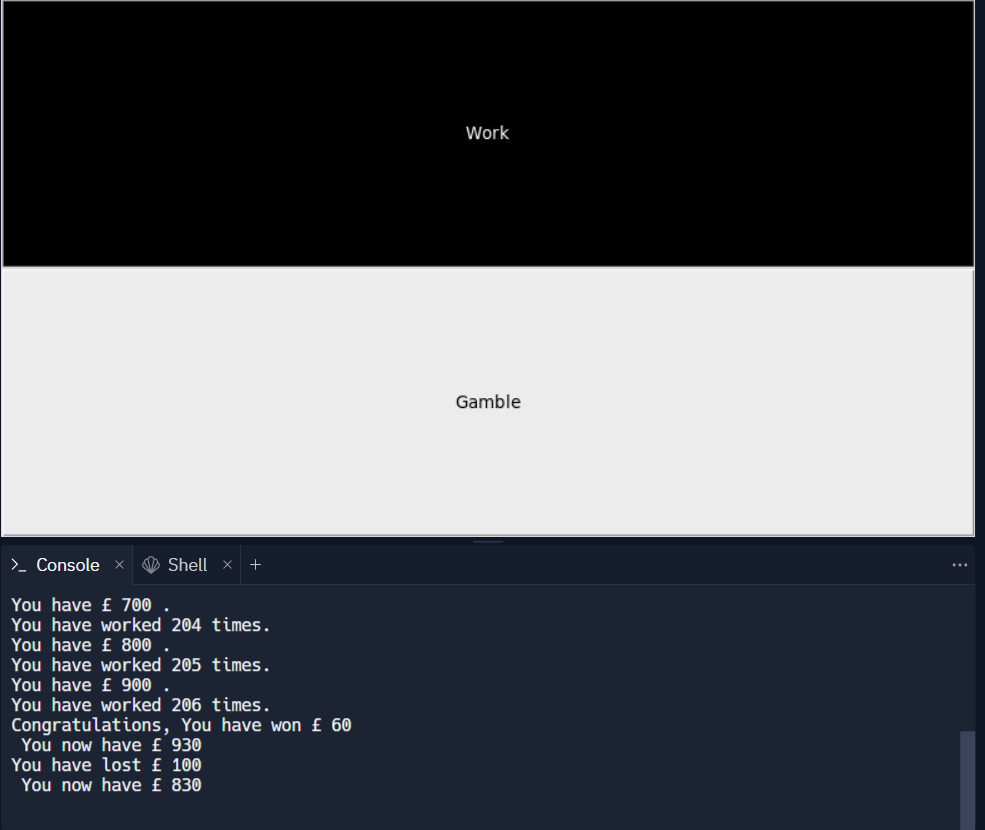 Work
Gamble
>_ Console × Shell × + ...
You have £ 700 .
You have worked 204 times.
You have £ 800 .
You have worked 205 times.
You have £ 900 .
You have worked 206 times.
Congratulations, You have won £ 60
You now have £ 930
You have lost £ 100
You now have £ 830